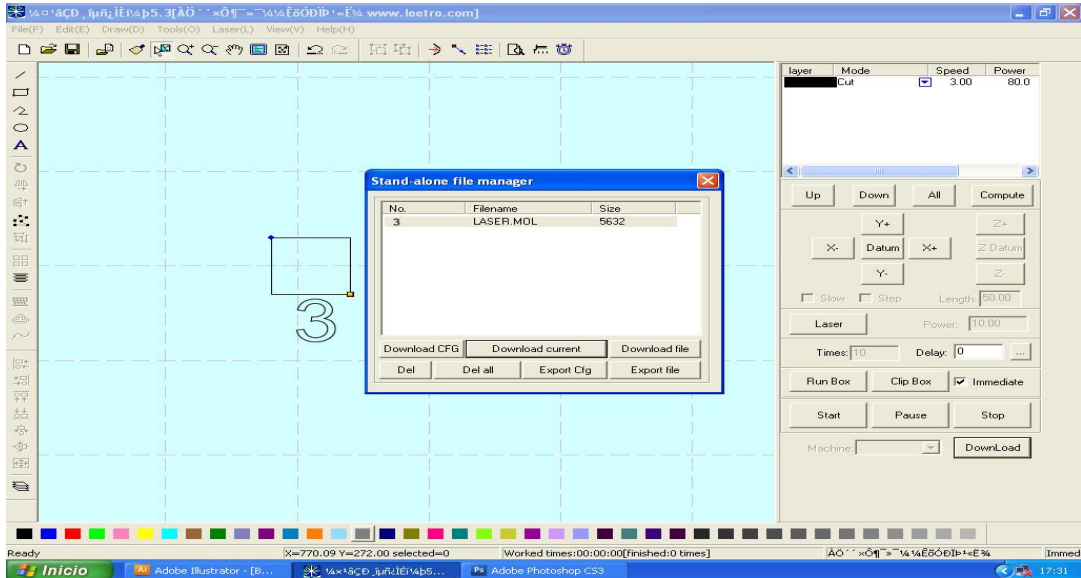 www.leetro.com]
File(F) Edit(E) Draw(D) Tools(O) Laser(L) View(V) Help(H)
layer Mode Speed Power
Cut 3.00 80.0
Stand-alone file manager
No. Filename Size
3 LASER.MOL 5632
Download CFG Download current Download file
Del Del all Export Cfg Export file
3
A
Up Down All Compute
Y+ Z+
X- Datum X+ Z Datum
Y- Z-
Slow Step Length: 50.00
Laser Power: 10.00
Times: 10 Delay: 0 ...
Run Box Clip Box Immediate
Start Pause Stop
Machine: DownLoad
Ready X=770.09 Y=272.00 selected=0 Worked times:00:00:00[finished:0 times] Immed
Inicio Adobe Illustrator - [B... Adobe Photoshop CS3 17:31